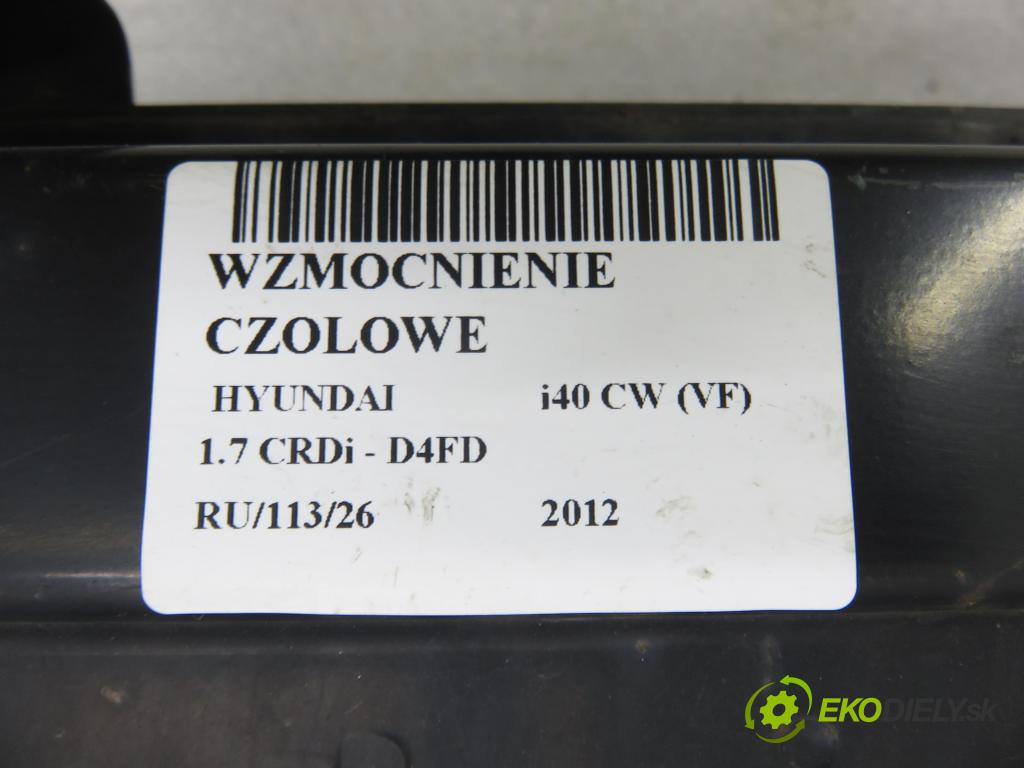 WZMOCNIENIE
CZOLOWE
HYUNDAI i40 CW (VF)
1.7 CRDi - D4FD
RU/113/26 2012
EKODIELY.sk